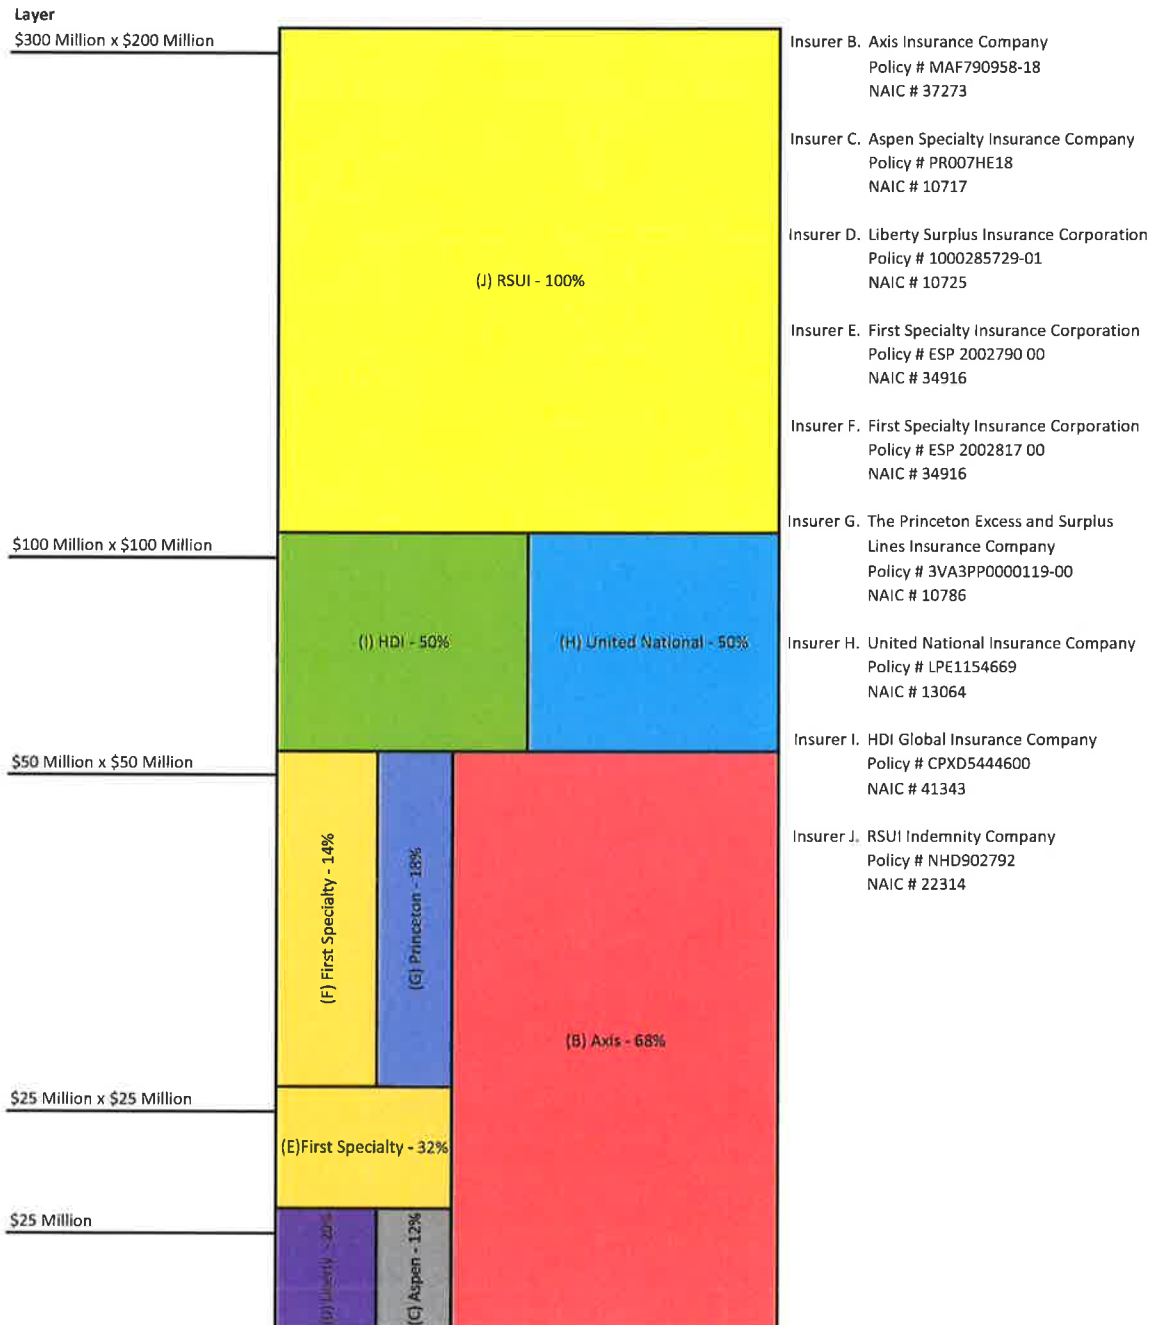 Layer
$300 Million x $200 Million
(J) RSUI - 100%
$100 Million x $100 Million
(I) HDI - 50%
(H) United National - 50%
$50 Million x $50 Million
(F) First Specialty - 14%
(G) Princeton - 18%
(B) Axis - 68%
$25 Million x $25 Million
(E)First Specialty - 32%
$25 Million
(D) Liberty - 20%
(C) Aspen - 12%
Insurer B. Axis Insurance Company
Policy # MAF790958-18
NAIC # 37273
Insurer C. Aspen Specialty Insurance Company
Policy # PR007HE18
NAIC # 10717
Insurer D. Liberty Surplus Insurance Corporation
Policy # 1000285729-01
NAIC # 10725
Insurer E. First Specialty Insurance Corporation
Policy # ESP 2002790 00
NAIC # 34916
Insurer F. First Specialty Insurance Corporation
Policy # ESP 2002817 00
NAIC # 34916
Insurer G. The Princeton Excess and Surplus
Lines Insurance Company
Policy # 3VA3PP0000119-00
NAIC # 10786
Insurer H. United National Insurance Company
Policy # LPE1154669
NAIC # 13064
Insurer I. HDI Global Insurance Company
Policy # CPXD5444600
NAIC # 41343
Insurer J. RSUI Indemnity Company
Policy # NHD902792
NAIC # 22314